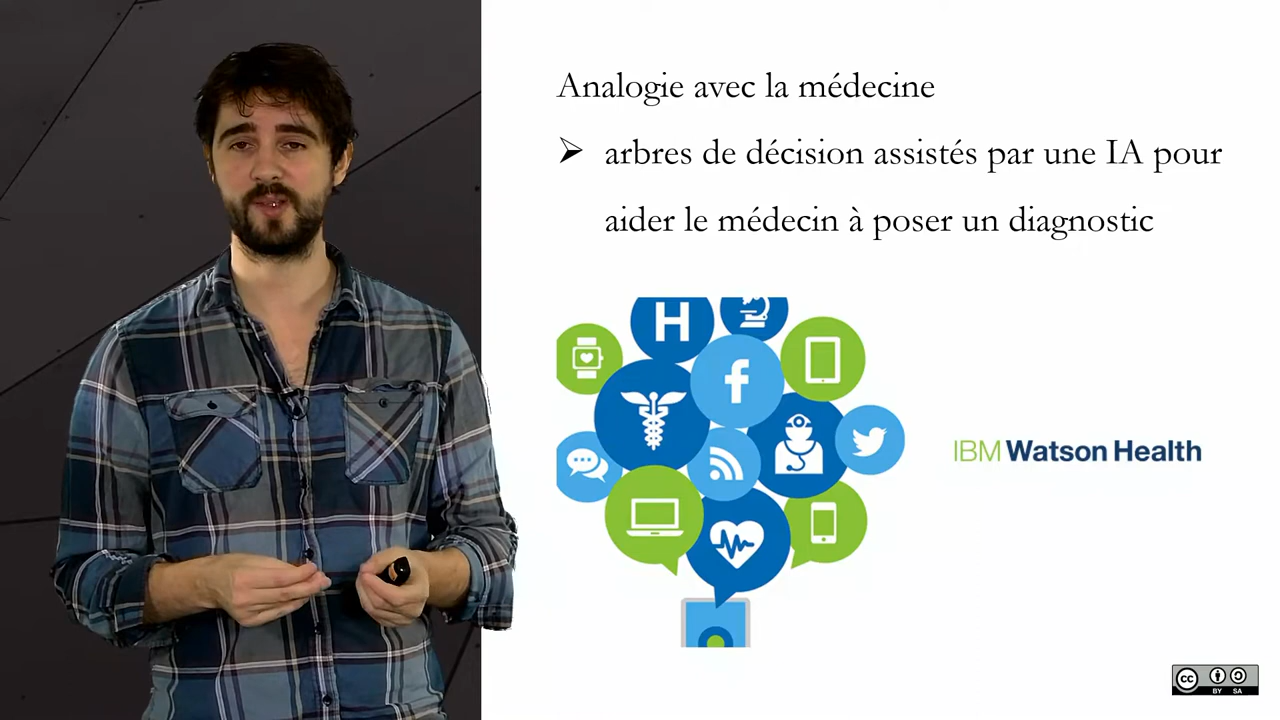 Analogie avec la médecine
➢ arbres de décision assistés par une IA pour
aider le médecin à poser un diagnostic
H
f
IBM Watson Health
cc
BY SA